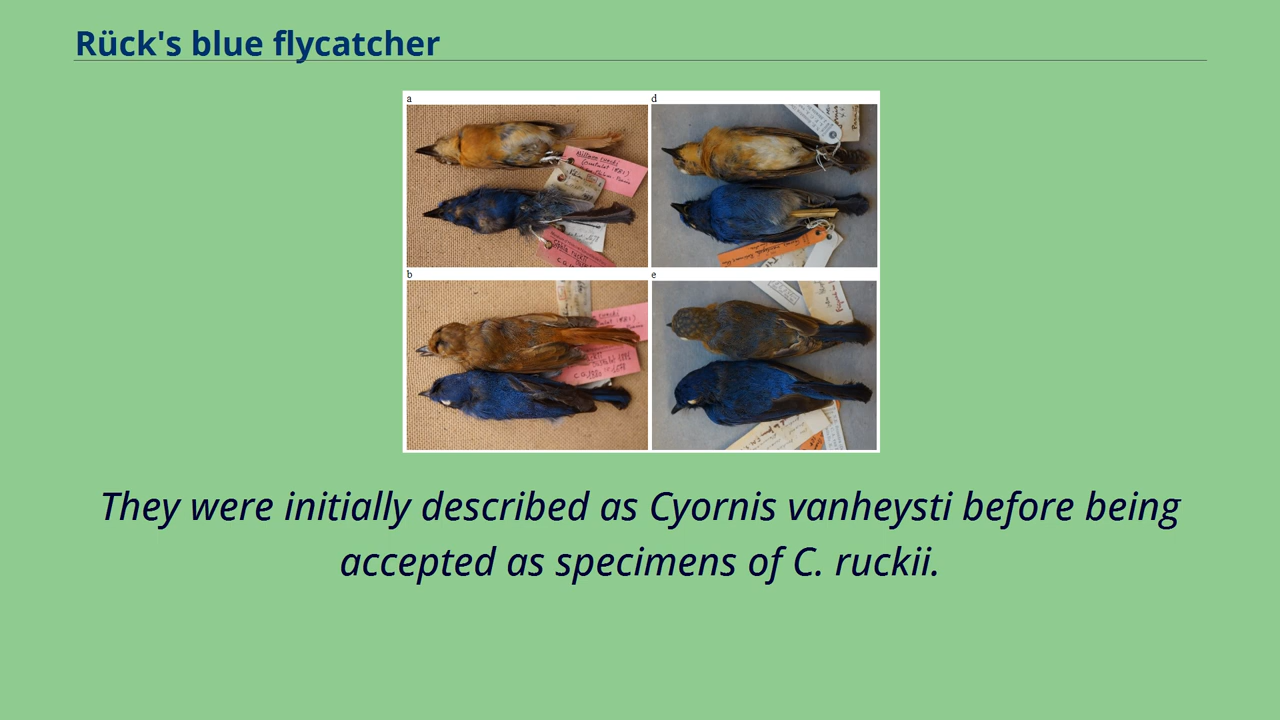 Rück's blue flycatcher
a
d
b
e
They were initially described as Cyornis vanheysti before being
accepted as specimens of C. ruckii.